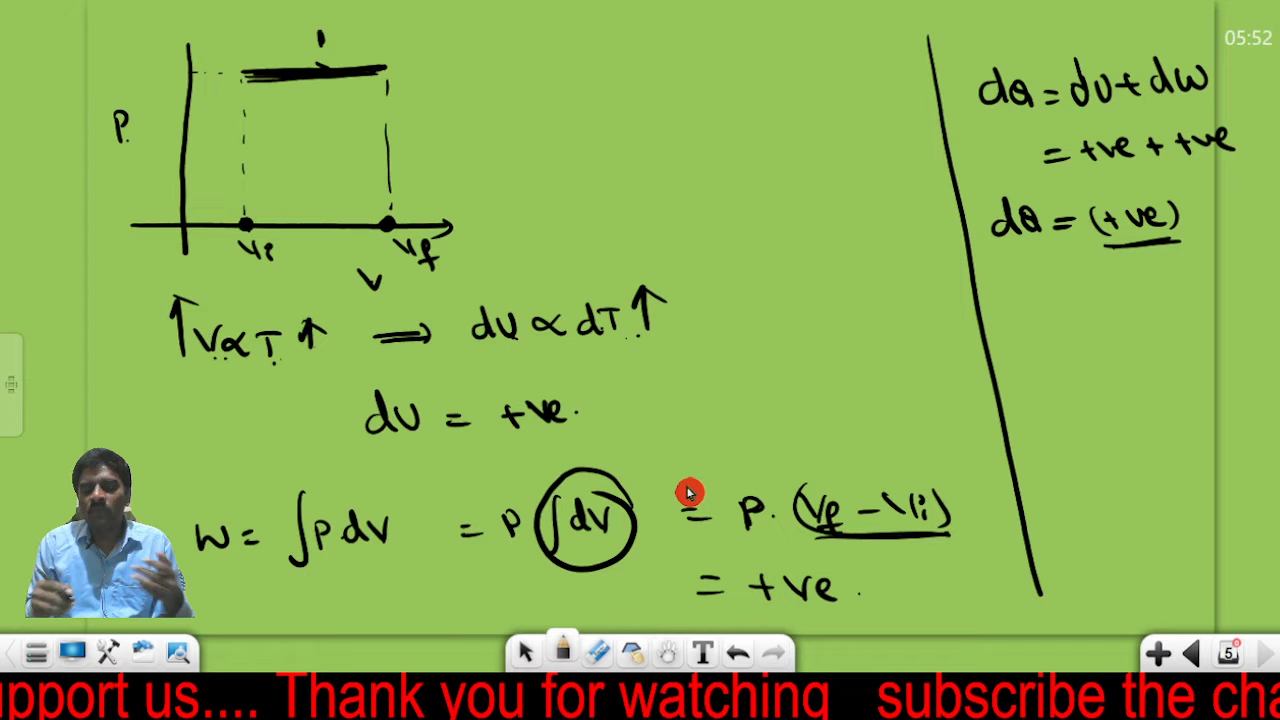 05:52
P.
Vi
Vf
V
↑ V ∝ T ↑ ⟹ dU ∝ dT ↑
dU = +ve.
W = ∫ P dV = P ∫ dV = P. (Vf - Vi)
= +ve.
dQ = dU + dW
= +ve + +ve
dQ = (+ve)
T
5
upport us.... Thank you for watching subscribe the cha